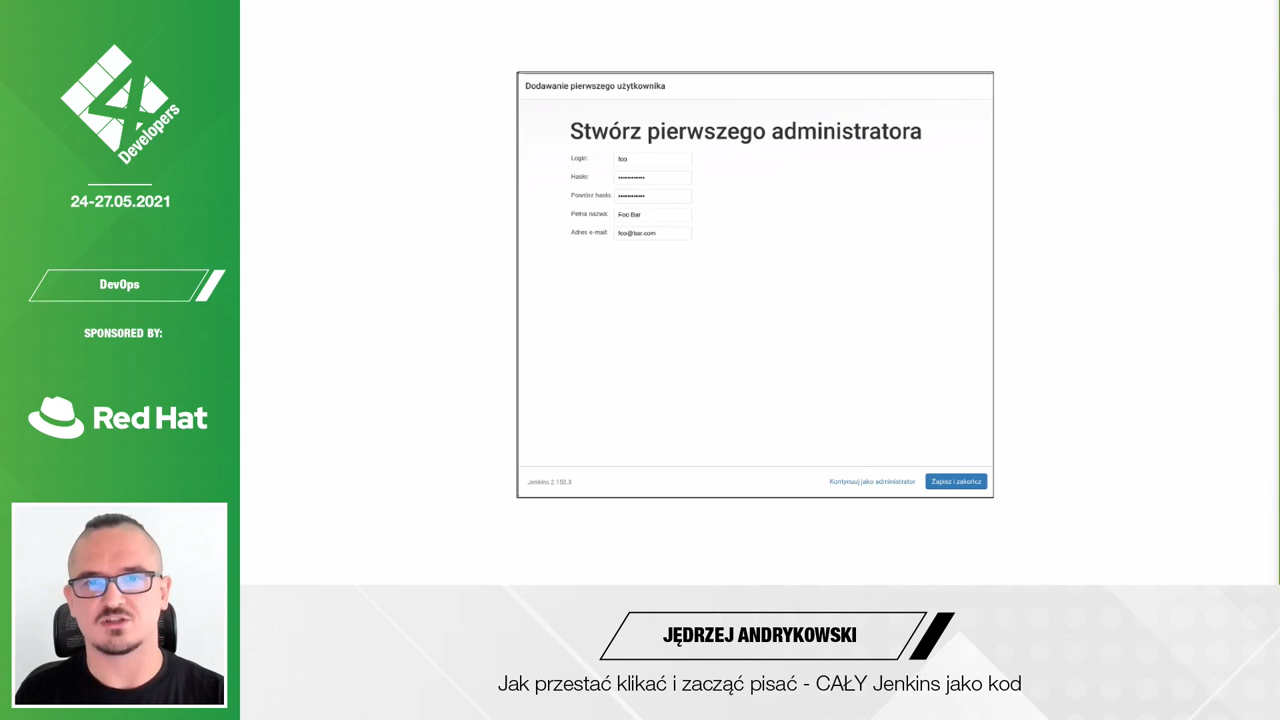 4
Developers
24-27.05.2021
DevOps
SPONSORED BY:
Red Hat
Dodawanie pierwszego użytkownika
Stwórz pierwszego administratora
Login: foo
Hasło: ••••••••••••
Powtórz hasło: ••••••••••••
Pełna nazwa: Foo Bar
Adres e-mail: foo@bar.com
Jenkins 2.150.3
Kontynuuj jako administrator
Zapisz i zakończ
JĘDRZEJ ANDRYKOWSKI
Jak przestać klikać i zacząć pisać - CAŁY Jenkins jako kod